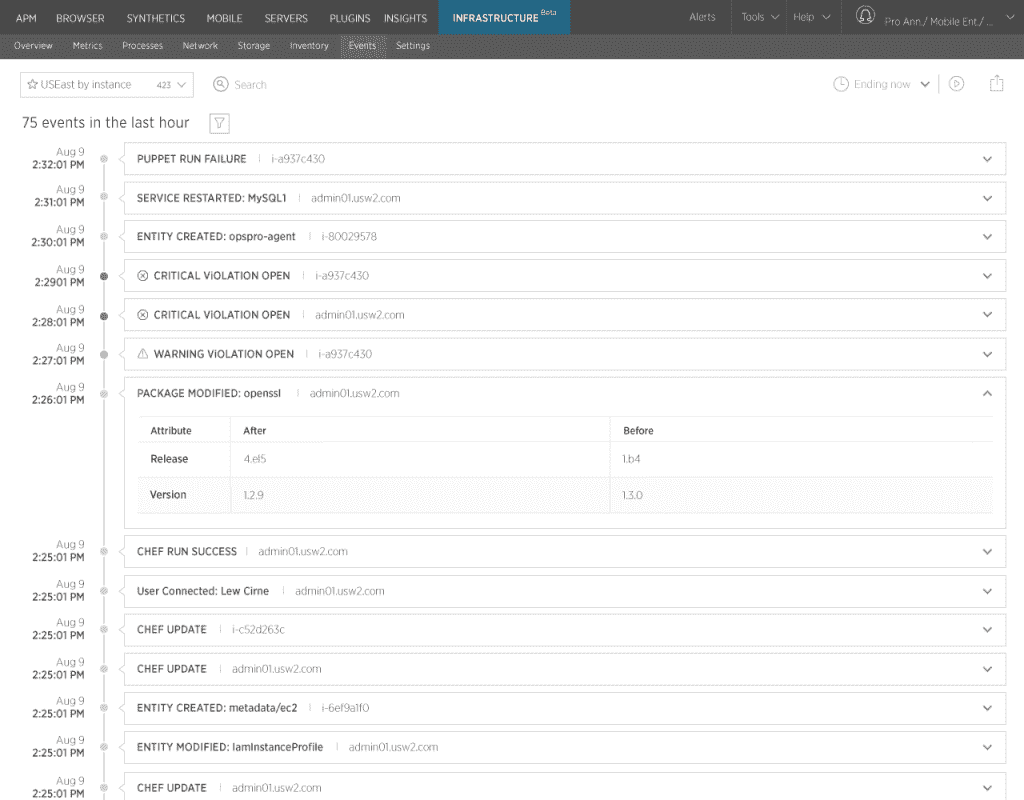 APM BROWSER SYNTHETICS MOBILE SERVERS PLUGINS INSIGHTS INFRASTRUCTURE Beta Alerts Tools Help Pro Ann./ Mobile Ent./ ...
Overview Metrics Processes Network Storage Inventory Events Settings
USEast by instance 423 Search Ending now
75 events in the last hour
Aug 9
2:32:01 PM
PUPPET RUN FAILURE | i-a937c430
Aug 9
2:31:01 PM
SERVICE RESTARTED: MySQL1 | admin01.usw2.com
Aug 9
2:30:01 PM
ENTITY CREATED: opspro-agent | i-80029578
Aug 9
2:2901 PM
CRITICAL ViOLATION OPEN | i-a937c430
Aug 9
2:28:01 PM
CRITICAL ViOLATION OPEN | admin01.usw2.com
Aug 9
2:27:01 PM
WARNING ViOLATION OPEN | i-a937c430
Aug 9
2:26:01 PM
PACKAGE MODIFIED: openssl | admin01.usw2.com
Attribute After Before
Release 4.el5 1.b4
Version 1.2.9 1.3.0
Aug 9
2:25:01 PM
CHEF RUN SUCCESS | admin01.usw2.com
Aug 9
2:25:01 PM
User Connected: Lew Cirne | admin01.usw2.com
Aug 9
2:25:01 PM
CHEF UPDATE | i-c52d263c
Aug 9
2:25:01 PM
CHEF UPDATE | admin01.usw2.com
Aug 9
2:25:01 PM
ENTITY CREATED: metadata/ec2 | i-6ef9a1f0
Aug 9
2:25:01 PM
ENTITY MODIFIED: IamInstanceProfile | admin01.usw2.com
Aug 9
2:25:01 PM
CHEF UPDATE | admin01.usw2.com